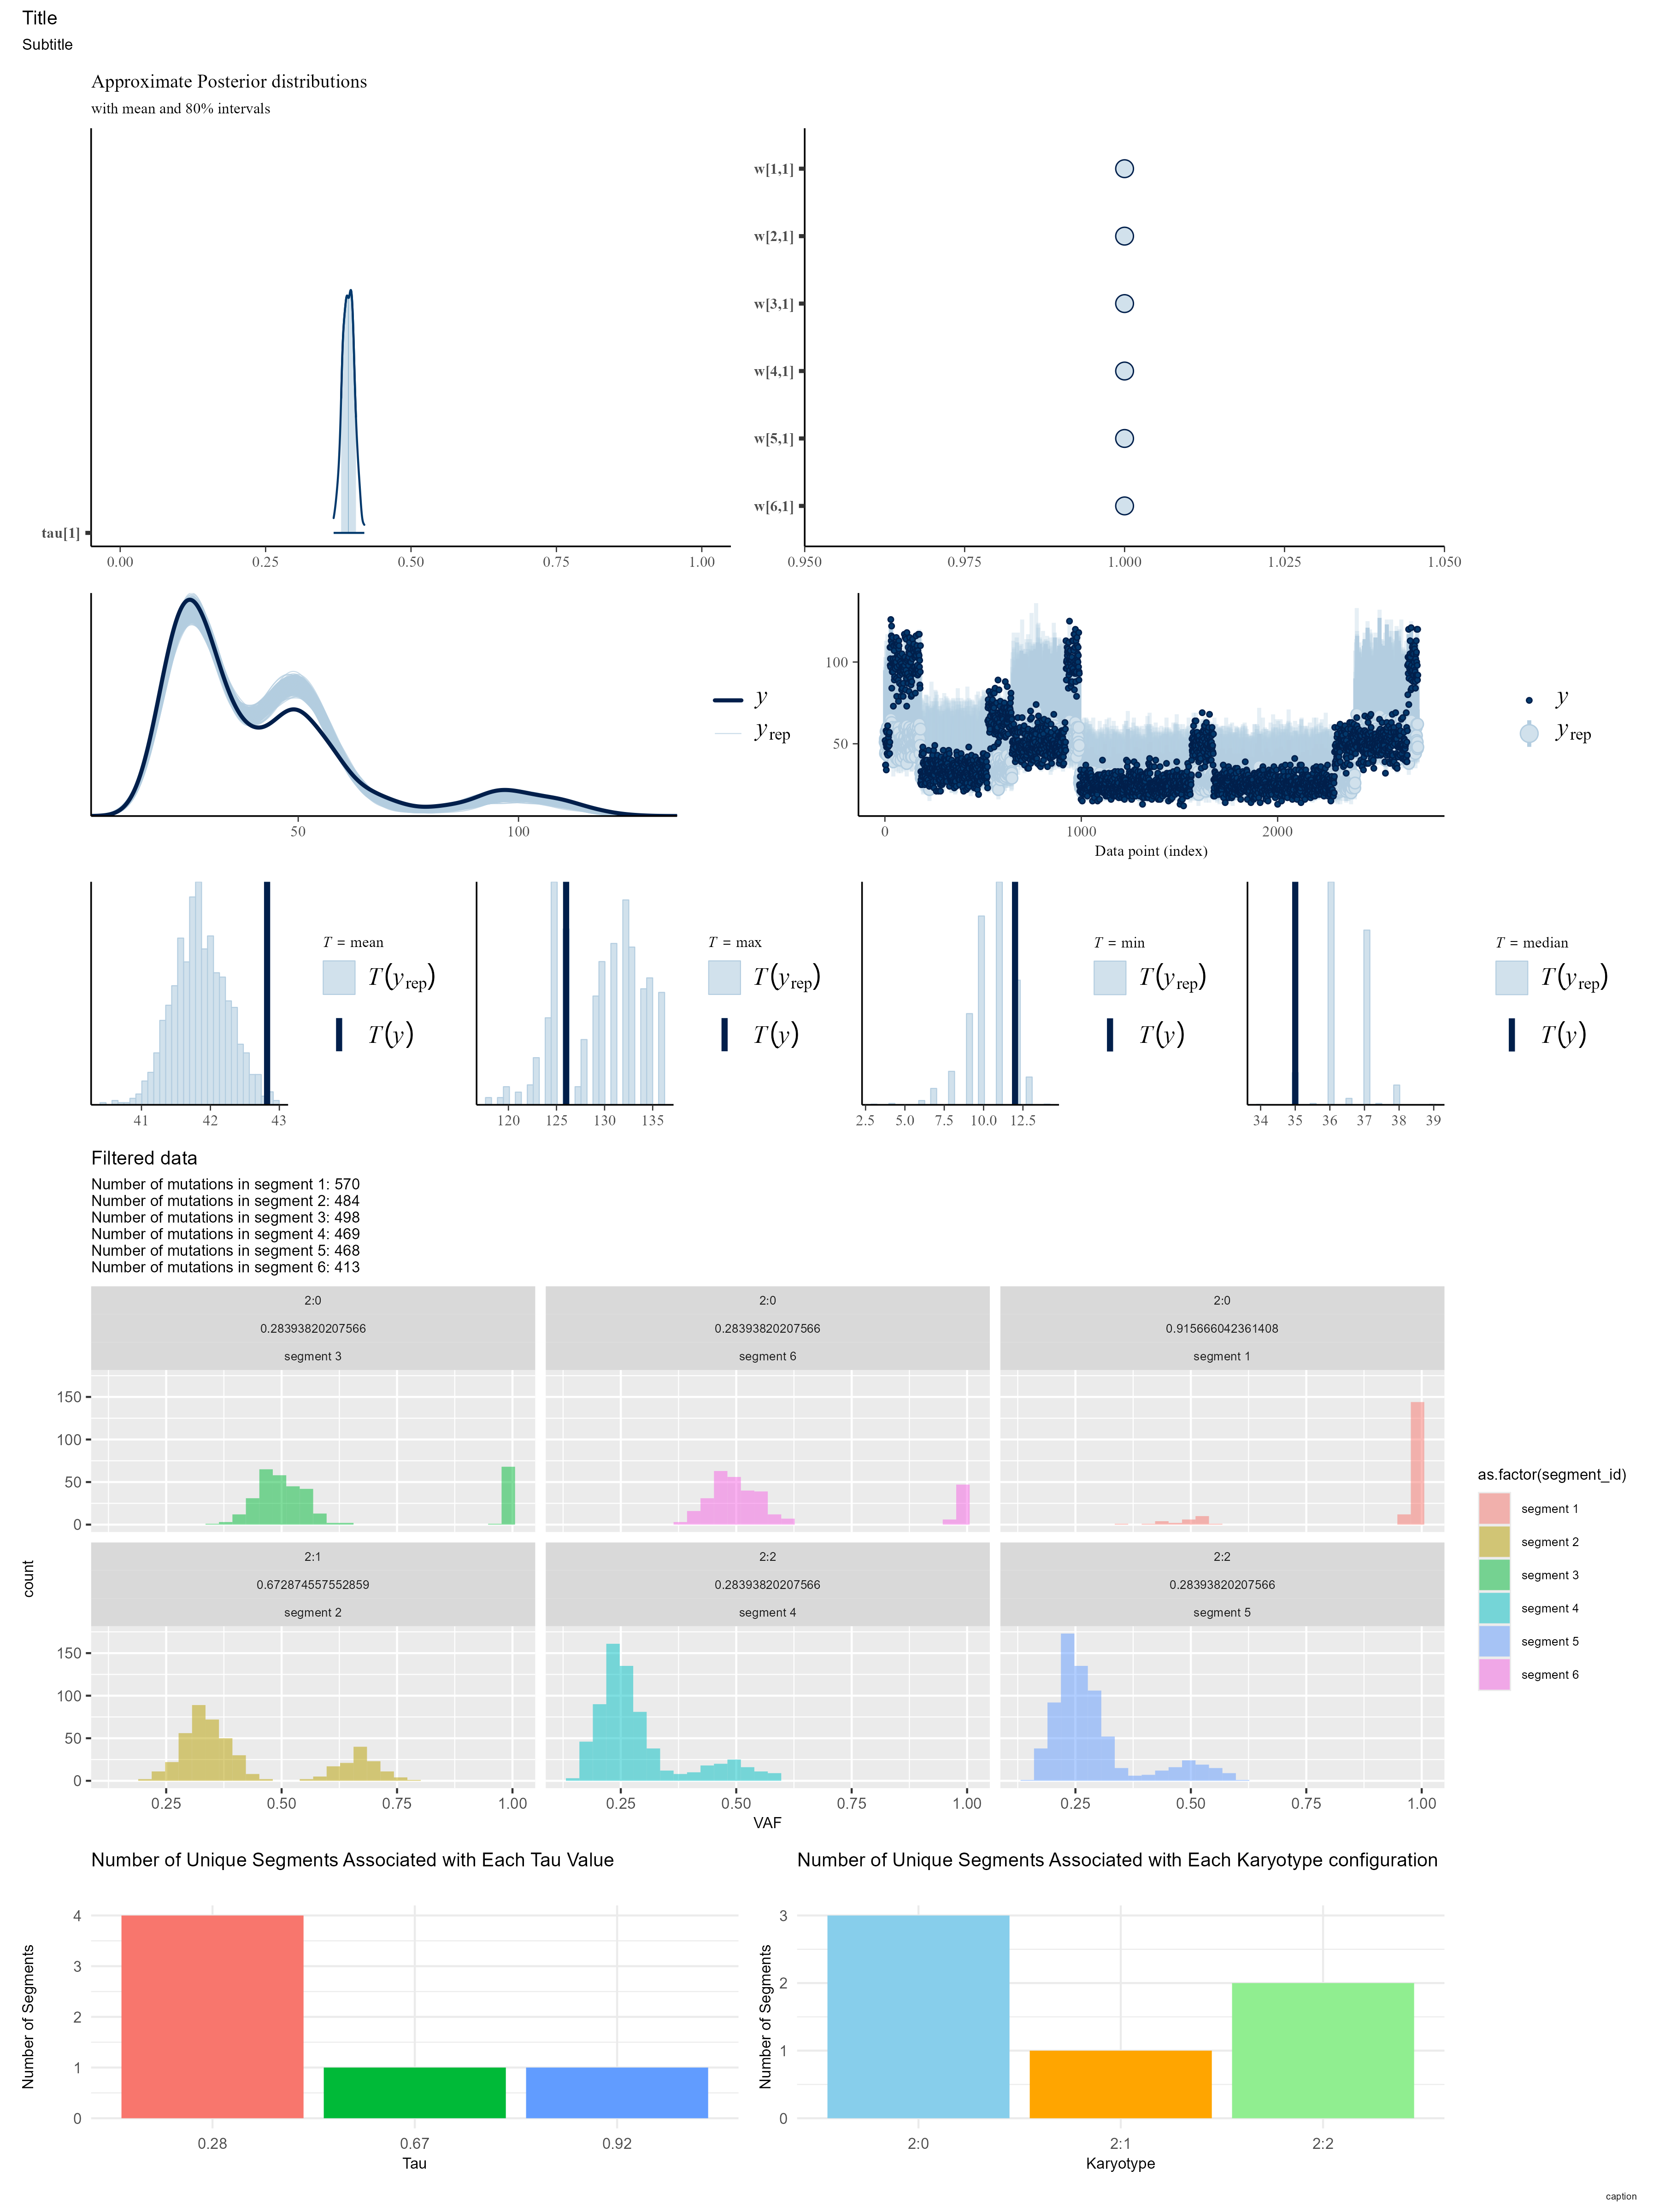 Title
Subtitle
Approximate Posterior distributions
with mean and 80% intervals
tau[1]
0.00 0.25 0.50 0.75 1.00
w[1,1]
w[2,1]
w[3,1]
w[4,1]
w[5,1]
w[6,1]
0.950 0.975 1.000 1.025 1.050
y
yrep
50 100
100
50
0 1000 2000
Data point (index)
y
yrep
T = mean
T(yrep)
T(y)
41 42 43
T = max
T(yrep)
T(y)
120 125 130 135
T = min
T(yrep)
T(y)
2.5 5.0 7.5 10.0 12.5
T = median
T(yrep)
T(y)
34 35 36 37 38 39
Filtered data
Number of mutations in segment 1: 570
Number of mutations in segment 2: 484
Number of mutations in segment 3: 498
Number of mutations in segment 4: 469
Number of mutations in segment 5: 468
Number of mutations in segment 6: 413
2:0 2:0 2:0
0.28393820207566 0.28393820207566 0.915666042361408
segment 3 segment 6 segment 1
150
100
50
0
2:1 2:2 2:2
0.672874557552859 0.28393820207566 0.28393820207566
segment 2 segment 4 segment 5
150
100
50
0
0.25 0.50 0.75 1.00 0.25 0.50 0.75 1.00 0.25 0.50 0.75 1.00
VAF
count
as.factor(segment_id)
segment 1
segment 2
segment 3
segment 4
segment 5
segment 6
Number of Unique Segments Associated with Each Tau Value
Number of Segments
4
3
2
1
0
0.28 0.67 0.92
Tau
Number of Unique Segments Associated with Each Karyotype configuration
Number of Segments
3
2
1
0
2:0 2:1 2:2
Karyotype
caption